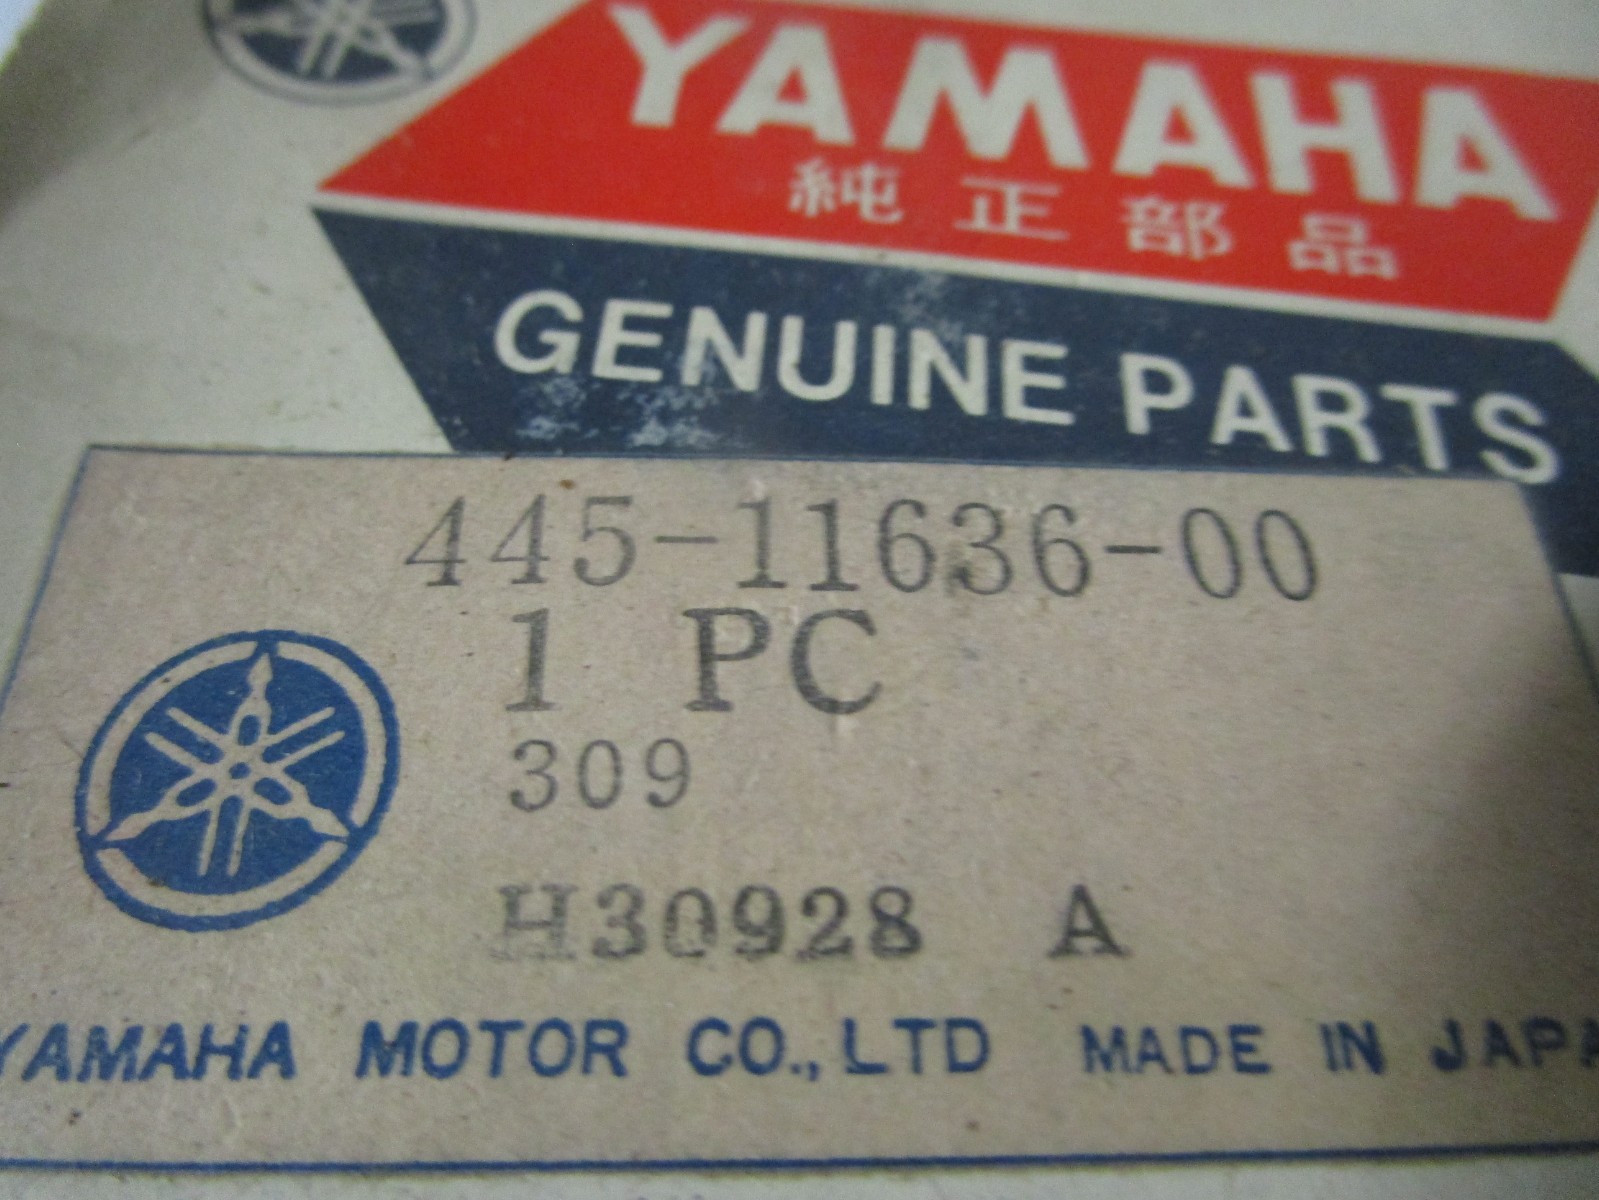 YAMAHA
純正部品
GENUINE PARTS
445-11636-00
1 PC
309
H30928 A
YAMAHA MOTOR CO., LTD MADE IN JAPA